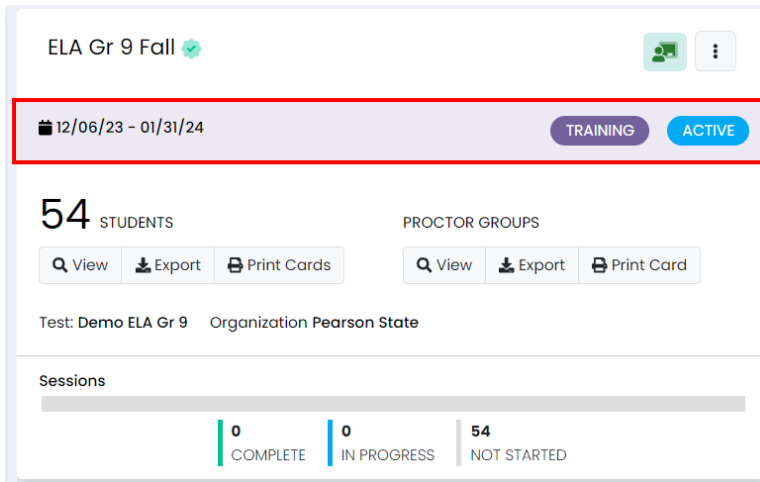 ELA Gr 9 Fall
12/06/23 - 01/31/24 TRAINING ACTIVE
54 STUDENTS PROCTOR GROUPS
View Export Print Cards View Export Print Card
Test: Demo ELA Gr 9 Organization Pearson State
Sessions
0 0 54
COMPLETE IN PROGRESS NOT STARTED